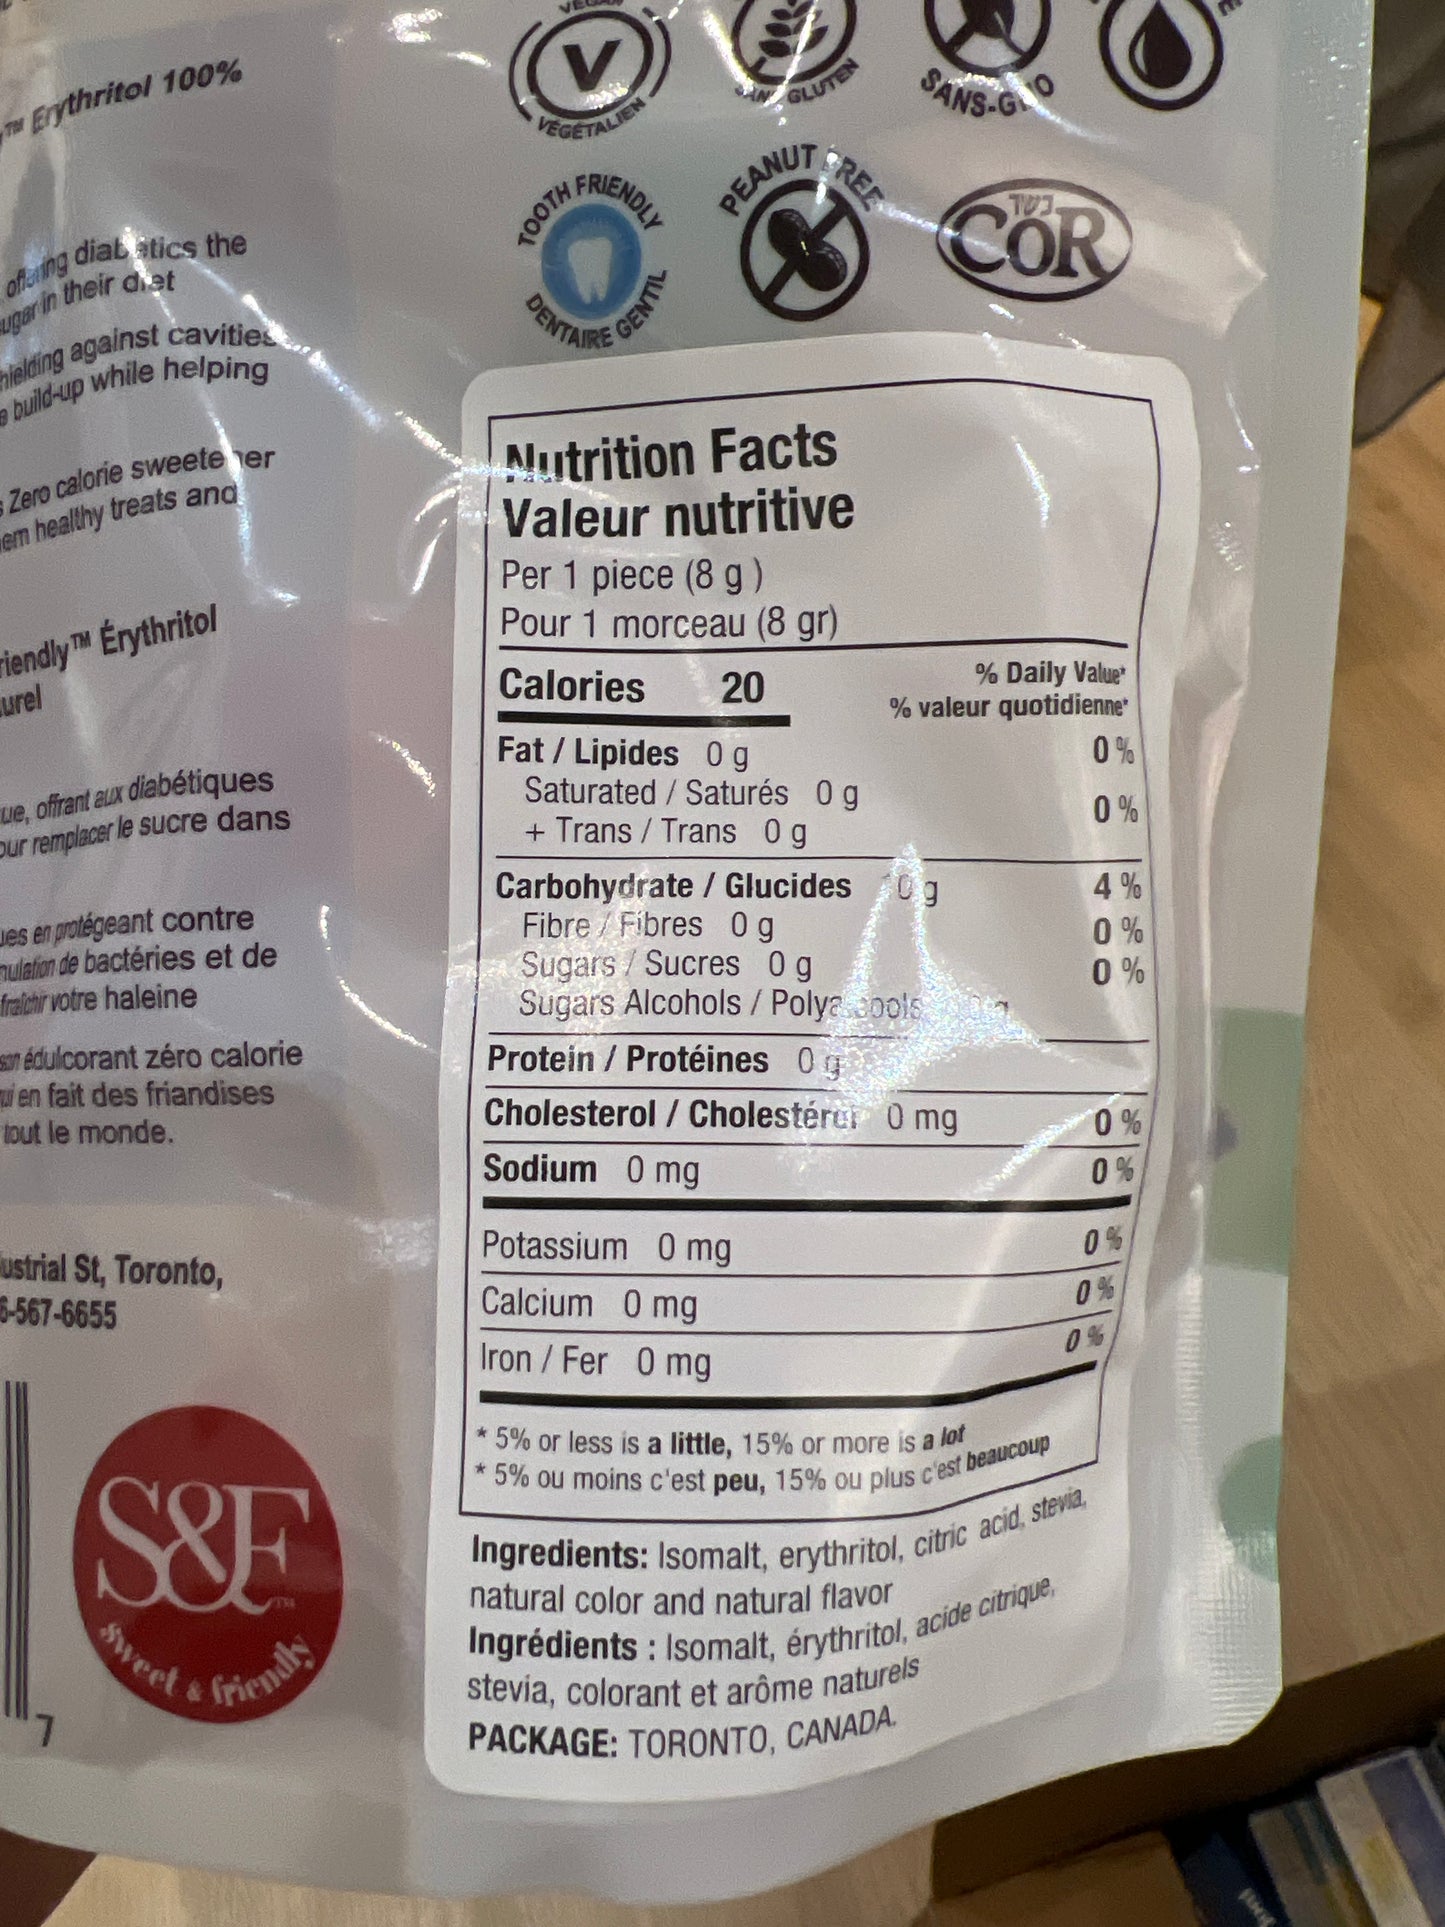 ™ Erythritol 100%
offering diabetics the
in their diet
against cavities
build-up while helping
Zero calorie sweetener
healthy treats and
™ Érythritol
offrant aux diabétiques
remplacer le sucre dans
en protégeant contre
de bactéries et de
votre haleine
édulcorant zéro calorie
en fait des friandises
tout le monde.
St, Toronto,
-567-6655
7
S&F
™
Sweet & friendly
V
VÉGÉTALIEN
SANS GLUTEN
SANS-G
TOOTH FRIENDLY
DENTAIRE GENTIL
PEANUT FREE
כשר
COR
Nutrition Facts
Valeur nutritive
Per 1 piece (8 g )
Pour 1 morceau (8 gr)
Calories 20
% Daily Value*
% valeur quotidienne*
Fat / Lipides 0 g 0 %
Saturated / Saturés 0 g
+ Trans / Trans 0 g 0 %
Carbohydrate / Glucides g 4 %
Fibre / Fibres 0 g 0 %
Sugars / Sucres 0 g 0 %
Sugars Alcohols / Polyalcools
Protein / Protéines 0 g
Cholesterol / Cholestérol 0 mg 0 %
Sodium 0 mg 0 %
Potassium 0 mg 0 %
Calcium 0 mg 0 %
Iron / Fer 0 mg 0 %
* 5% or less is a little, 15% or more is a lot
* 5% ou moins c'est peu, 15% ou plus c'est beaucoup
Ingredients: Isomalt, erythritol, citric acid, stevia,
natural color and natural flavor
Ingrédients : Isomalt, érythritol, acide citrique,
stevia, colorant et arôme naturels
PACKAGE: TORONTO, CANADA.